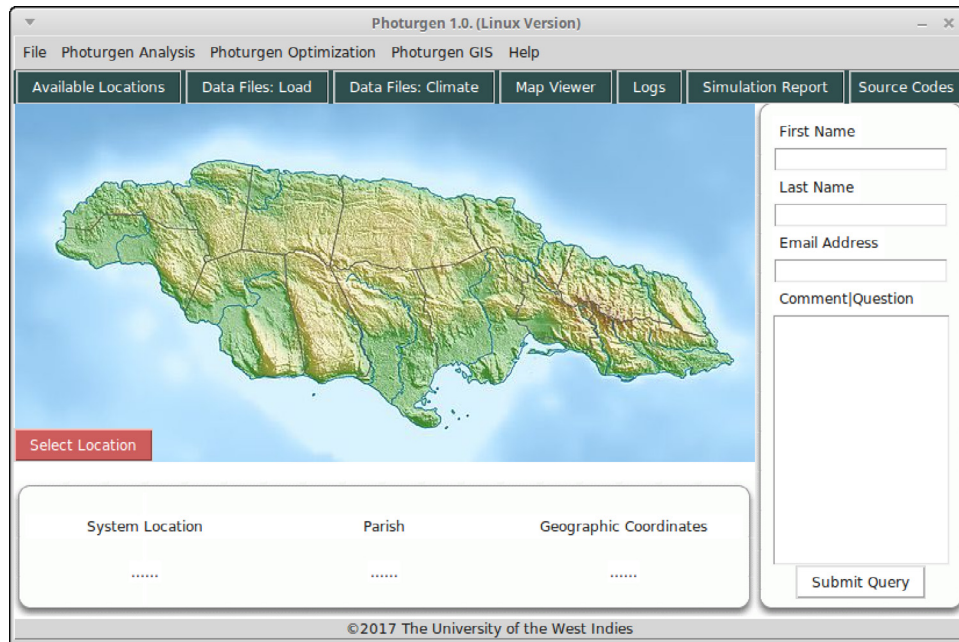 Photurgen 1.0. (Linux Version)
File Photurgen Analysis Photurgen Optimization Photurgen GIS Help
Available Locations Data Files: Load Data Files: Climate Map Viewer Logs Simulation Report Source Codes
First Name
Last Name
Email Address
Comment|Question
Select Location
System Location Parish Geographic Coordinates
...... ...... ......
Submit Query
©2017 The University of the West Indies